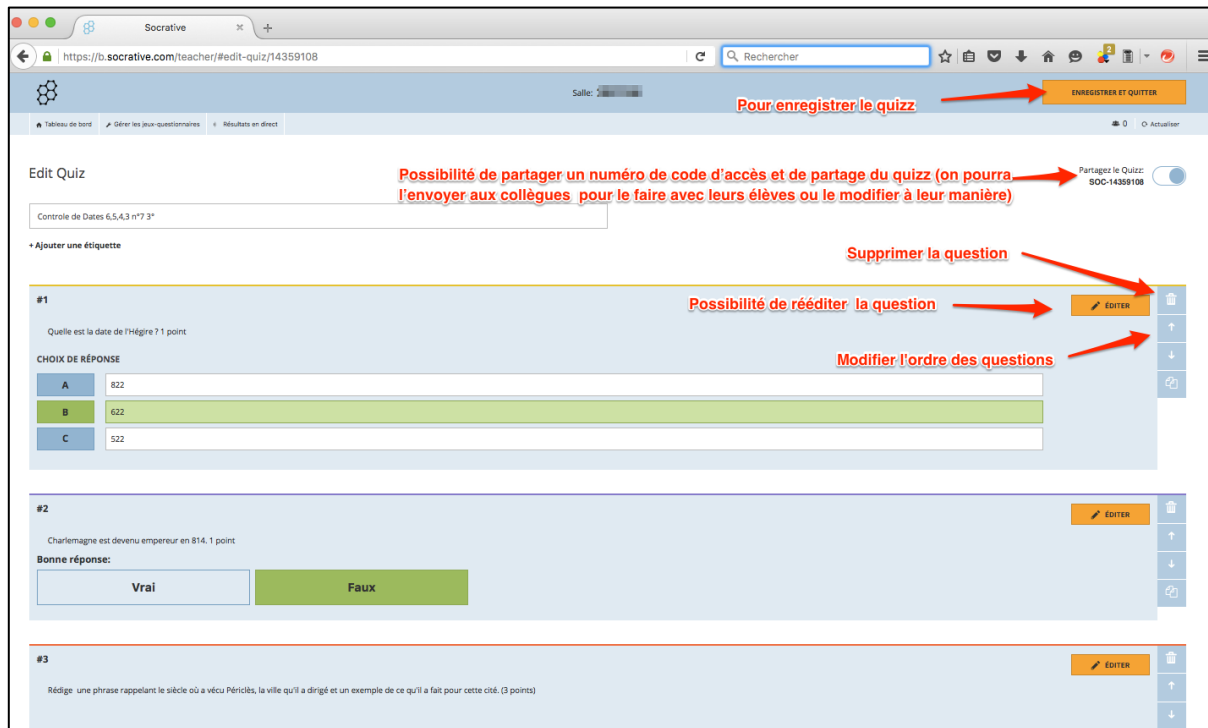 Socrative
https://b.socrative.com/teacher/#edit-quiz/14359108
Rechercher
2
Salle:
Pour enregistrer le quizz
ENREGISTRER ET QUITTER
Tableau de bord
Gérer les jeux-questionnaires
Résultats en direct
0
Actualiser
Edit Quiz
Possibilité de partager un numéro de code d'accès et de partage du quizz (on pourra
l'envoyer aux collègues pour le faire avec leurs élèves ou le modifier à leur manière)
Partagez le Quiz:
SOC-14359108
Controle de Dates 6,5,4,3 n°7 3°
+ Ajouter une étiquette
Supprimer la question
#1
Possibilité de rééditer la question
ÉDITER
Quelle est la date de l'Hégire ? 1 point
Modifier l'ordre des questions
CHOIX DE RÉPONSE
A 822
B 622
C 522
#2
ÉDITER
Charlemagne est devenu empereur en 814. 1 point
Bonne réponse:
Vrai Faux
#3
ÉDITER
Rédige une phrase rappelant le siècle où a vécu Périclès, la ville qu'il a dirigé et un exemple de ce qu'il a fait pour cette cité. (3 points)